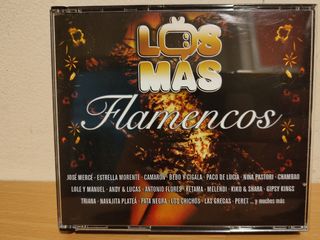 LOS
MÁS
Flamencos
JOSÉ MERCÉ · ESTRELLA MORENTE · CAMARÓN · BEBO Y CIGALA · PACO DE LUCÍA · NIÑA PASTORI · CHAMBAO
LOLE Y MANUEL · ANDY & LUCAS · ANTONIO FLORES · KETAMA · MELENDI · KIKO & SHARA · GIPSY KINGS
TRIANA · NAVAJITA PLATEÁ · PATA NEGRA · LOS CHICHOS · LAS GRECAS · PERET ... y muchos más